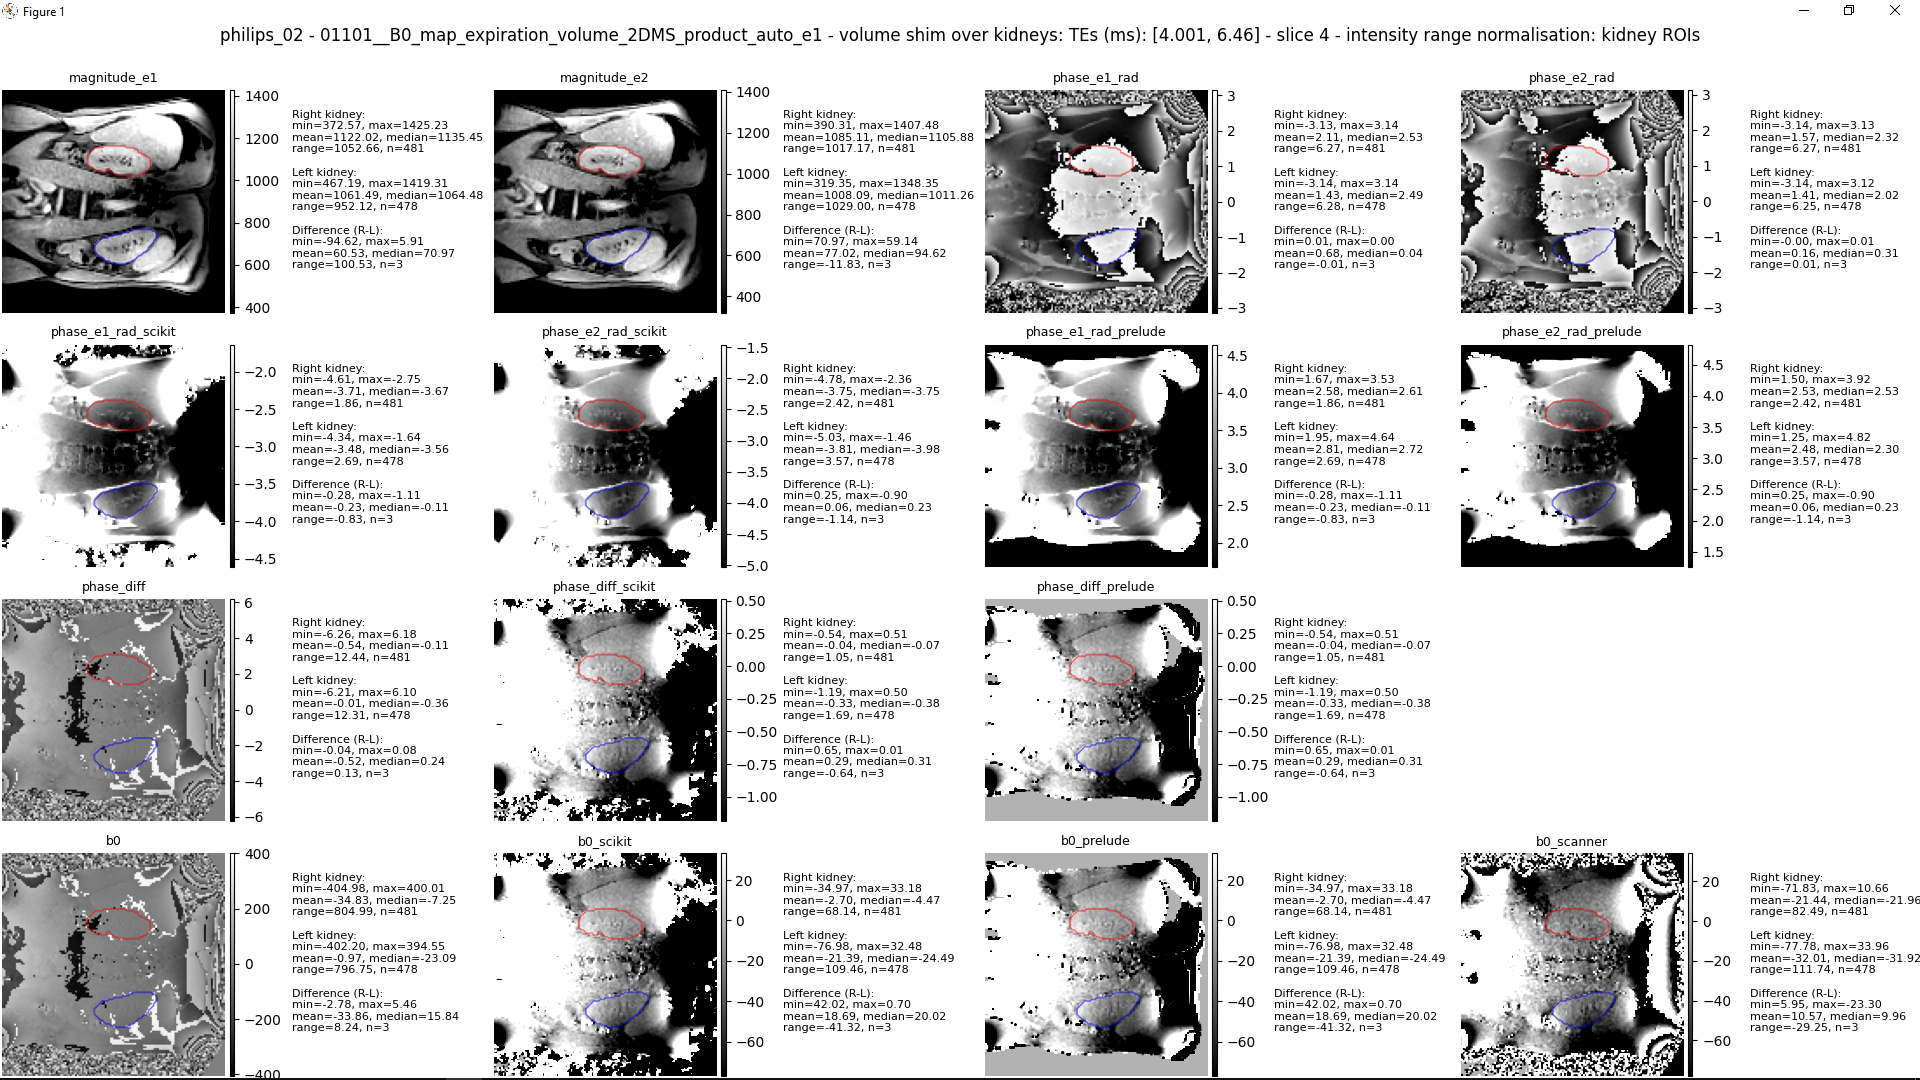 Figure 1
philips_02 - 01101__B0_map_expiration_volume_2DMS_product_auto_e1 - volume shim over kidneys: TEs (ms): [4.001, 6.46] - slice 4 - intensity range normalisation: kidney ROIs
magnitude_e1
1400
1200
1000
800
600
400
Right kidney:
min=372.57, max=1425.23
mean=1122.02, median=1135.45
range=1052.66, n=481
Left kidney:
min=467.19, max=1419.31
mean=1061.49, median=1064.48
range=952.12, n=478
Difference (R-L):
min=-94.62, max=5.91
mean=60.53, median=70.97
range=100.53, n=3
magnitude_e2
1400
1200
1000
800
600
400
Right kidney:
min=390.31, max=1407.48
mean=1085.11, median=1105.88
range=1017.17, n=481
Left kidney:
min=319.35, max=1348.35
mean=1008.09, median=1011.26
range=1029.00, n=478
Difference (R-L):
min=70.97, max=59.14
mean=77.02, median=94.62
range=-11.83, n=3
phase_e1_rad
3
2
1
0
−1
−2
−3
Right kidney:
min=-3.13, max=3.14
mean=2.11, median=2.53
range=6.27, n=481
Left kidney:
min=-3.14, max=3.14
mean=1.43, median=2.49
range=6.28, n=478
Difference (R-L):
min=0.01, max=0.00
mean=0.68, median=0.04
range=-0.01, n=3
phase_e2_rad
3
2
1
0
−1
−2
−3
Right kidney:
min=-3.14, max=3.13
mean=1.57, median=2.32
range=6.27, n=481
Left kidney:
min=-3.14, max=3.12
mean=1.41, median=2.02
range=6.25, n=478
Difference (R-L):
min=-0.00, max=0.01
mean=0.16, median=0.31
range=0.01, n=3
phase_e1_rad_scikit
−2.0
−2.5
−3.0
−3.5
−4.0
−4.5
Right kidney:
min=-4.61, max=-2.75
mean=-3.71, median=-3.67
range=1.86, n=481
Left kidney:
min=-4.34, max=-1.64
mean=-3.48, median=-3.56
range=2.69, n=478
Difference (R-L):
min=-0.28, max=-1.11
mean=-0.23, median=-0.11
range=-0.83, n=3
phase_e2_rad_scikit
−1.5
−2.0
−2.5
−3.0
−3.5
−4.0
−4.5
−5.0
Right kidney:
min=-4.78, max=-2.36
mean=-3.75, median=-3.75
range=2.42, n=481
Left kidney:
min=-5.03, max=-1.46
mean=-3.81, median=-3.98
range=3.57, n=478
Difference (R-L):
min=0.25, max=-0.90
mean=0.06, median=0.23
range=-1.14, n=3
phase_e1_rad_prelude
4.5
4.0
3.5
3.0
2.5
2.0
Right kidney:
min=1.67, max=3.53
mean=2.58, median=2.61
range=1.86, n=481
Left kidney:
min=1.95, max=4.64
mean=2.81, median=2.72
range=2.69, n=478
Difference (R-L):
min=-0.28, max=-1.11
mean=-0.23, median=-0.11
range=-0.83, n=3
phase_e2_rad_prelude
4.5
4.0
3.5
3.0
2.5
2.0
1.5
Right kidney:
min=1.50, max=3.92
mean=2.53, median=2.53
range=2.42, n=481
Left kidney:
min=1.25, max=4.82
mean=2.48, median=2.30
range=3.57, n=478
Difference (R-L):
min=0.25, max=-0.90
mean=0.06, median=0.23
range=-1.14, n=3
phase_diff
6
4
2
0
−2
−4
−6
Right kidney:
min=-6.26, max=6.18
mean=-0.54, median=-0.11
range=12.44, n=481
Left kidney:
min=-6.21, max=6.10
mean=-0.01, median=-0.36
range=12.31, n=478
Difference (R-L):
min=-0.04, max=0.08
mean=-0.52, median=0.24
range=0.13, n=3
phase_diff_scikit
0.50
0.25
0.00
−0.25
−0.50
−0.75
−1.00
Right kidney:
min=-0.54, max=0.51
mean=-0.04, median=-0.07
range=1.05, n=481
Left kidney:
min=-1.19, max=0.50
mean=-0.33, median=-0.38
range=1.69, n=478
Difference (R-L):
min=0.65, max=0.01
mean=0.29, median=0.31
range=-0.64, n=3
phase_diff_prelude
0.50
0.25
0.00
−0.25
−0.50
−0.75
−1.00
Right kidney:
min=-0.54, max=0.51
mean=-0.04, median=-0.07
range=1.05, n=481
Left kidney:
min=-1.19, max=0.50
mean=-0.33, median=-0.38
range=1.69, n=478
Difference (R-L):
min=0.65, max=0.01
mean=0.29, median=0.31
range=-0.64, n=3
b0
400
200
0
−200
−400
Right kidney:
min=-404.98, max=400.01
mean=-34.83, median=-7.25
range=804.99, n=481
Left kidney:
min=-402.20, max=394.55
mean=-0.97, median=-23.09
range=796.75, n=478
Difference (R-L):
min=-2.78, max=5.46
mean=-33.86, median=15.84
range=8.24, n=3
b0_scikit
20
0
−20
−40
−60
Right kidney:
min=-34.97, max=33.18
mean=-2.70, median=-4.47
range=68.14, n=481
Left kidney:
min=-76.98, max=32.48
mean=-21.39, median=-24.49
range=109.46, n=478
Difference (R-L):
min=42.02, max=0.70
mean=18.69, median=20.02
range=-41.32, n=3
b0_prelude
20
0
−20
−40
−60
Right kidney:
min=-34.97, max=33.18
mean=-2.70, median=-4.47
range=68.14, n=481
Left kidney:
min=-76.98, max=32.48
mean=-21.39, median=-24.49
range=109.46, n=478
Difference (R-L):
min=42.02, max=0.70
mean=18.69, median=20.02
range=-41.32, n=3
b0_scanner
20
0
−20
−40
−60
Right kidney:
min=-71.83, max=10.66
mean=-21.44, median=-21.96
range=82.49, n=481
Left kidney:
min=-77.78, max=33.96
mean=-32.01, median=-31.92
range=111.74, n=478
Difference (R-L):
min=5.95, max=-23.30
mean=10.57, median=9.96
range=-29.25, n=3